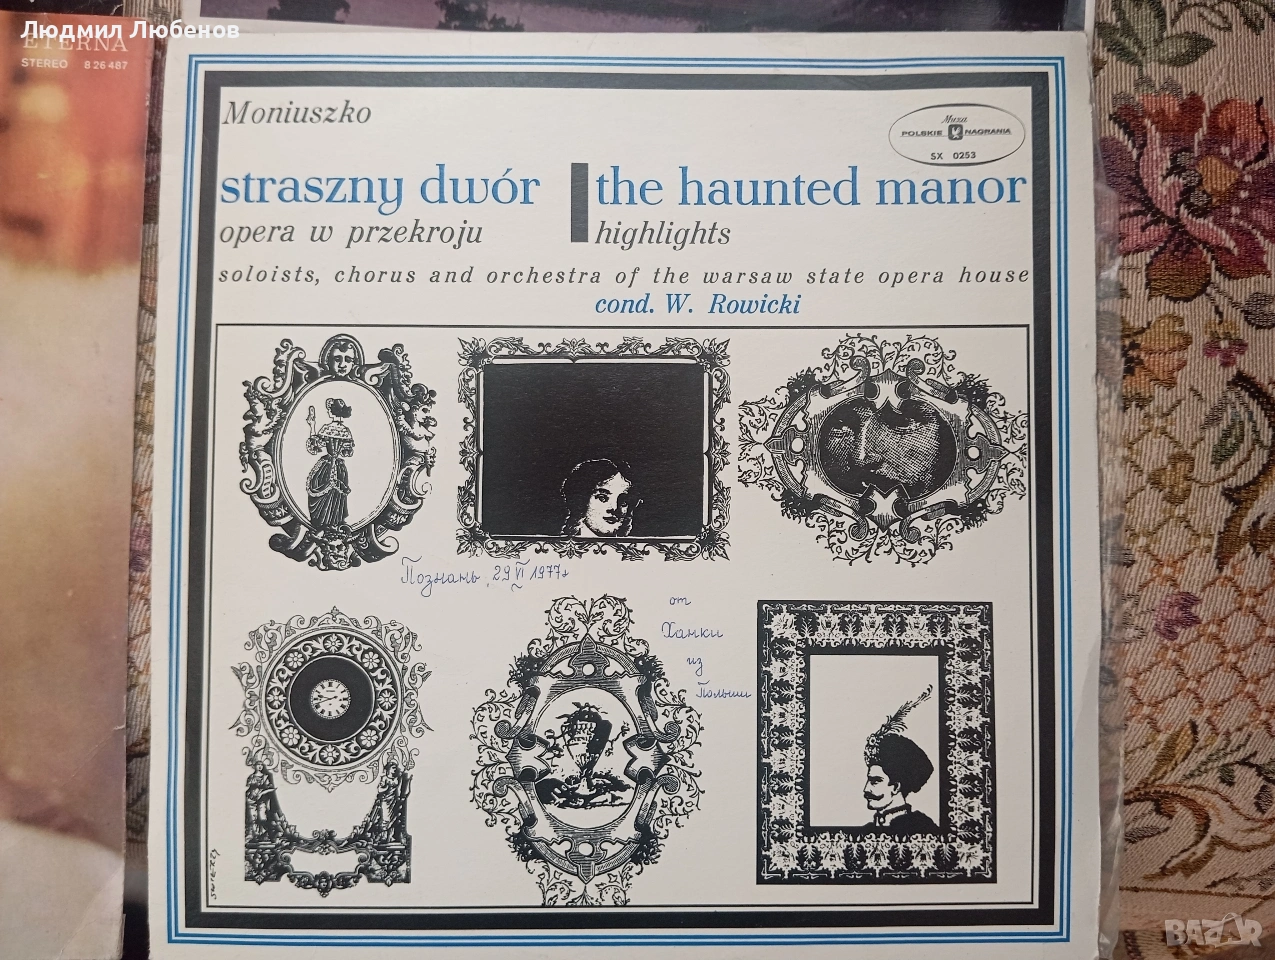 Людмил Любенов
ETERNA
STEREO 8 26 487
Moniuszko
Muza
POLSKIE NAGRANIA
SX 0253
straszny dwór
opera w przekroju
the haunted manor
highlights
soloists, chorus and orchestra of the warsaw state opera house
cond. W. Rowicki
Познань, 29 VI 1977г
от
Ханки
из
Польши
BAZAR